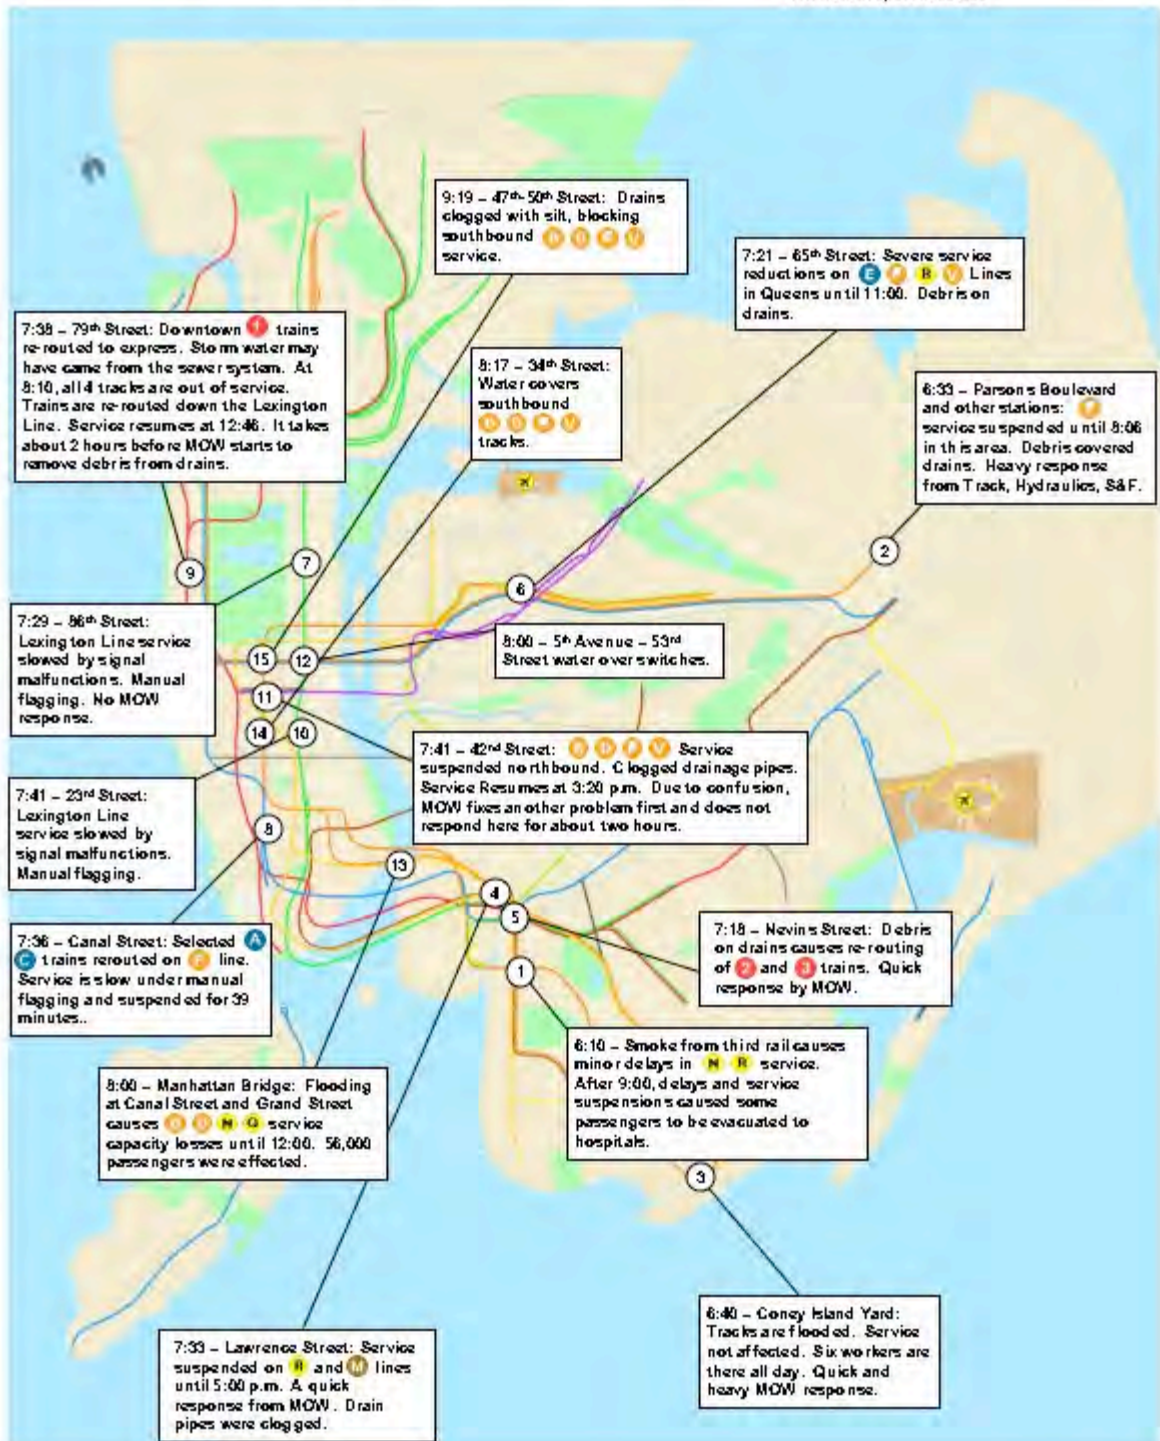 9:19 – 47th-50th Street: Drains
clogged with silt, blocking
southbound B D F V
service.
7:21 – 65th Street: Severe service
reductions on E F R V Lines
in Queens until 11:00. Debris on
drains.
7:38 – 79th Street: Downtown 1 trains
re-routed to express. Storm water may
have came from the sewer system. At
8:10, all 4 tracks are out of service.
Trains are re-routed down the Lexington
Line. Service resumes at 12:46. It takes
about 2 hours before MOW starts to
remove debris from drains.
8:17 – 34th Street:
Water covers
southbound
B D F V
tracks.
6:33 – Parsons Boulevard
and other stations: F
service suspended until 8:06
in this area. Debris covered
drains. Heavy response
from Track, Hydraulics, S&F.
2
9
7
6
7:29 – 86th Street:
Lexington Line service
slowed by signal
malfunctions. Manual
flagging. No MOW
response.
8:00 – 5th Avenue – 53rd
Street water over switches.
15
12
11
14
10
7:41 – 42nd Street: B D F V Service
suspended northbound. Clogged drainage pipes.
Service Resumes at 3:20 p.m. Due to confusion,
MOW fixes another problem first and does not
respond here for about two hours.
7:41 – 23rd Street:
Lexington Line
service slowed by
signal malfunctions.
Manual flagging.
8
13
4
5
1
7:36 – Canal Street: Selected A
C trains rerouted on F line.
Service is slow under manual
flagging and suspended for 39
minutes..
7:18 – Nevins Street: Debris
on drains causes re-routing
of 2 and 3 trains. Quick
response by MOW.
6:10 – Smoke from third rail causes
minor delays in N R service.
After 9:00, delays and service
suspensions caused some
passengers to be evacuated to
hospitals.
8:00 – Manhattan Bridge: Flooding
at Canal Street and Grand Street
causes B D N Q service
capacity losses until 12:00. 56,000
passengers were effected.
3
6:40 – Coney Island Yard:
Tracks are flooded. Service
not affected. Six workers are
there all day. Quick and
heavy MOW response.
7:33 – Lawrence Street: Service
suspended on R and M lines
until 5:00 p.m. A quick
response from MOW. Drain
pipes were clogged.